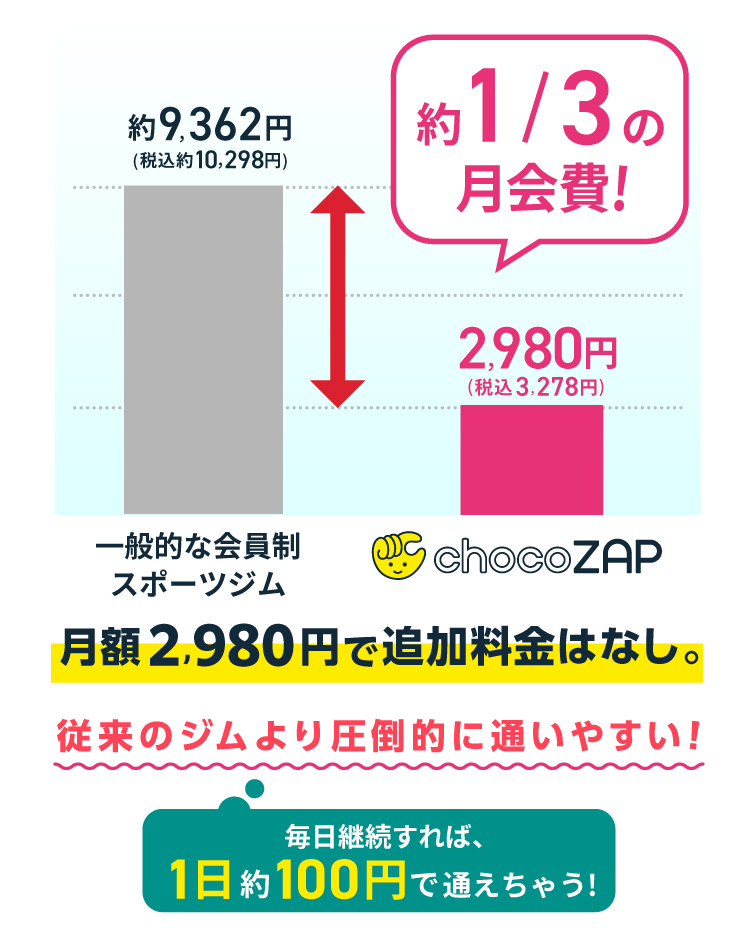 約9,362円
(税込約10,298円)
約1/3の
月会費!
2,980円
(税込3,278円)
一般的な会員制
スポーツジム
chocoZAP
月額2,980円で追加料金はなし。
従来のジムより圧倒的に通いやすい!
毎日継続すれば、
1日約100円で通えちゃう!